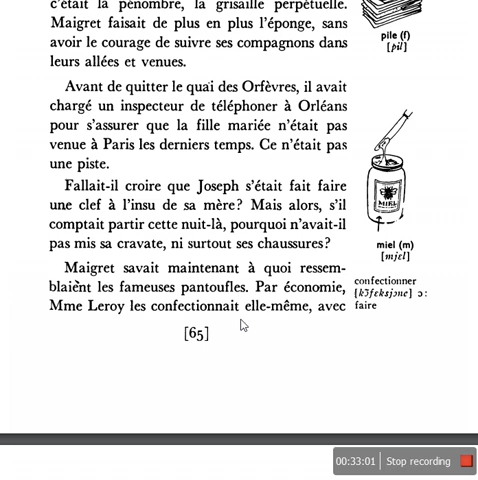 c'était la pénombre, la grisaille perpétuelle.
Maigret faisait de plus en plus l'éponge, sans
avoir le courage de suivre ses compagnons dans
leurs allées et venues.
Avant de quitter le quai des Orfèvres, il avait
chargé un inspecteur de téléphoner à Orléans
pour s'assurer que la fille mariée n'était pas
venue à Paris les derniers temps. Ce n'était pas
une piste.
Fallait-il croire que Joseph s'était fait faire
une clef à l'insu de sa mère? Mais alors, s'il
comptait partir cette nuit-là, pourquoi n'avait-il
pas mis sa cravate, ni surtout ses chaussures?
Maigret savait maintenant à quoi ressem-
blaient les fameuses pantoufles. Par économie,
Mme Leroy les confectionnait elle-même, avec
[65]
pile (f)
[pil]
MIEL
miel (m)
[mjɛl]
confectionner
[kɔ̃fɛksjɔne] ɔ:
faire
00:33:01 Stop recording